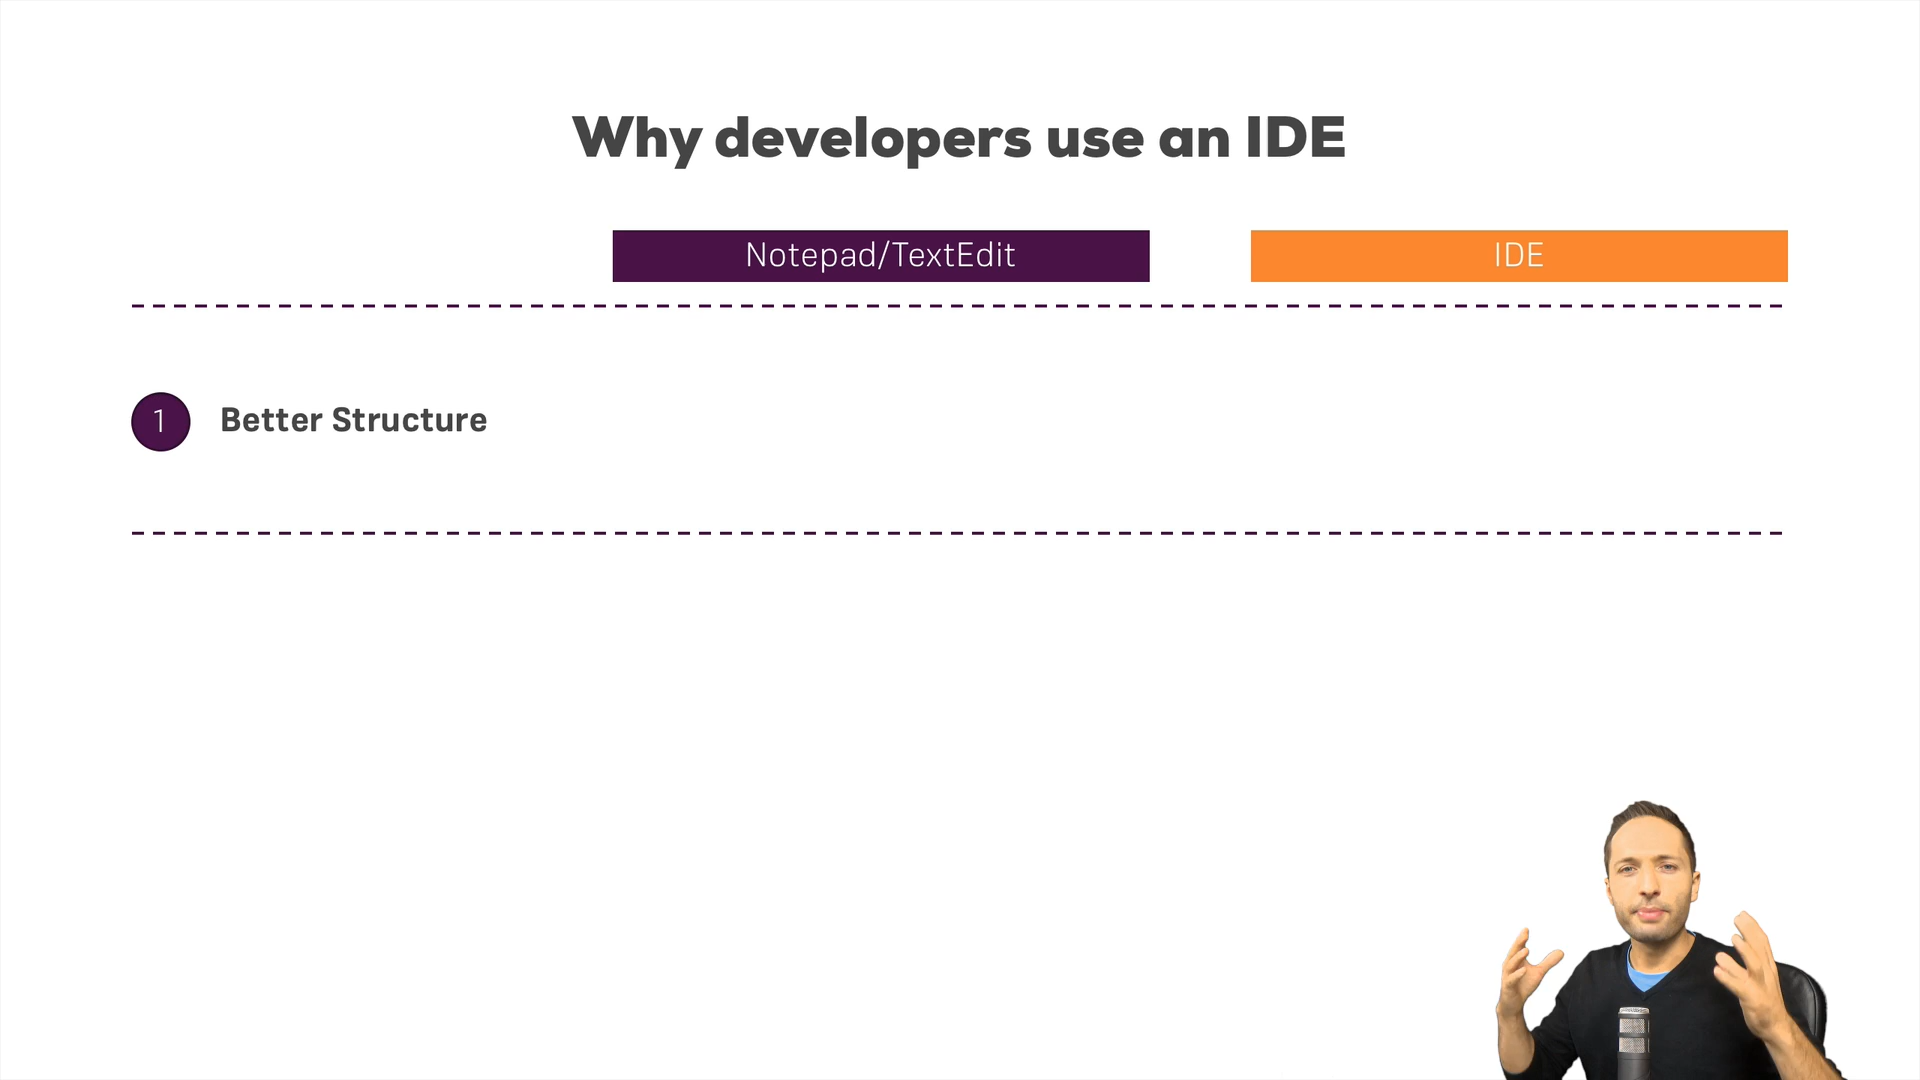 Why developers use an IDE
Notepad/TextEdit
IDE
1 Better Structure